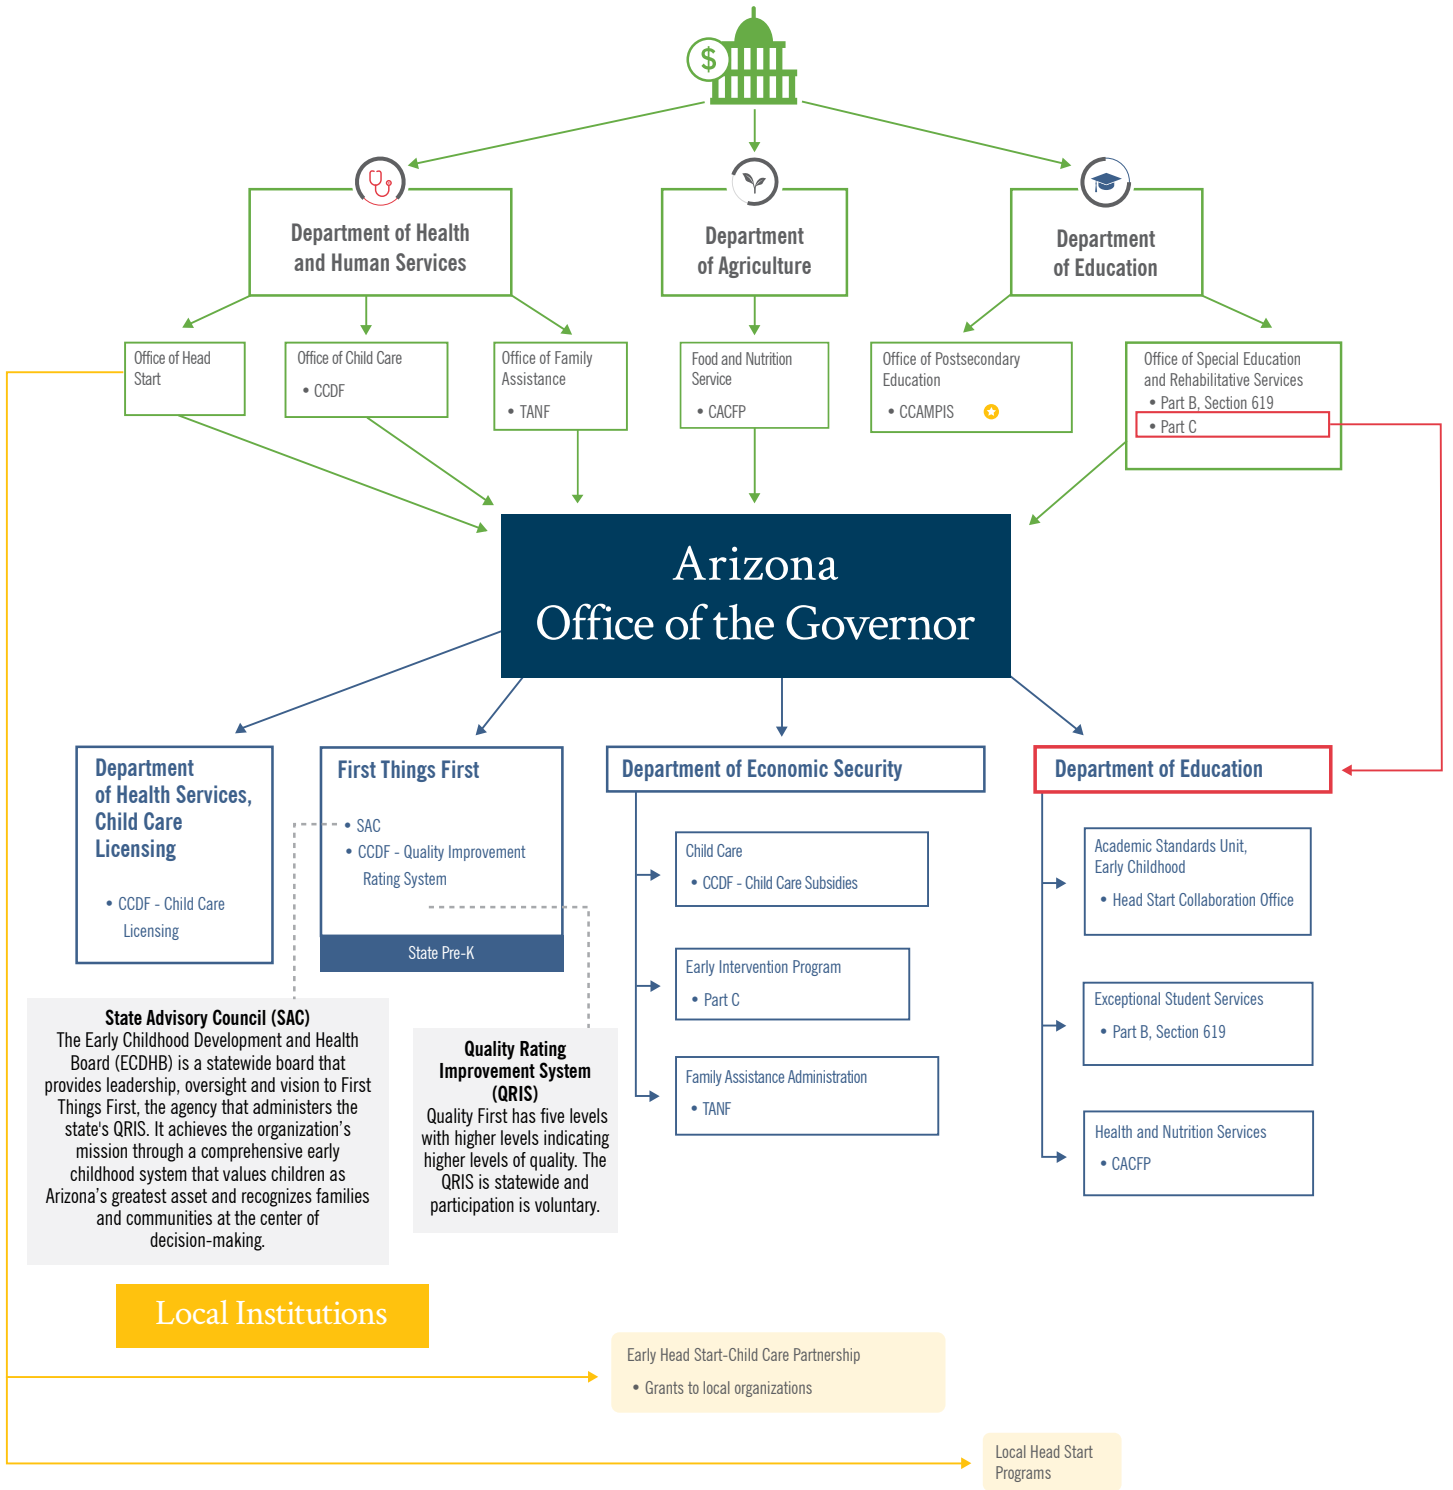 $
Department of Health
and Human Services
Department
of Agriculture
Department
of Education
Office of Head
Start
Office of Child Care
• CCDF
Office of Family
Assistance
• TANF
Food and Nutrition
Service
• CACFP
Office of Postsecondary
Education
• CCAMPIS
Office of Special Education
and Rehabilitative Services
• Part B, Section 619
• Part C
Arizona
Office of the Governor
Department
of Health Services,
Child Care
Licensing
• CCDF - Child Care
Licensing
First Things First
• SAC
• CCDF - Quality Improvement
Rating System
State Pre-K
Department of Economic Security
Child Care
• CCDF - Child Care Subsidies
Early Intervention Program
• Part C
Family Assistance Administration
• TANF
Department of Education
Academic Standards Unit,
Early Childhood
• Head Start Collaboration Office
Exceptional Student Services
• Part B, Section 619
Health and Nutrition Services
• CACFP
State Advisory Council (SAC)
The Early Childhood Development and Health
Board (ECDHB) is a statewide board that
provides leadership, oversight and vision to First
Things First, the agency that administers the
state's QRIS. It achieves the organization’s
mission through a comprehensive early
childhood system that values children as
Arizona’s greatest asset and recognizes families
and communities at the center of
decision-making.
Quality Rating
Improvement System
(QRIS)
Quality First has five levels
with higher levels indicating
higher levels of quality. The
QRIS is statewide and
participation is voluntary.
Local Institutions
Early Head Start-Child Care Partnership
• Grants to local organizations
Local Head Start
Programs